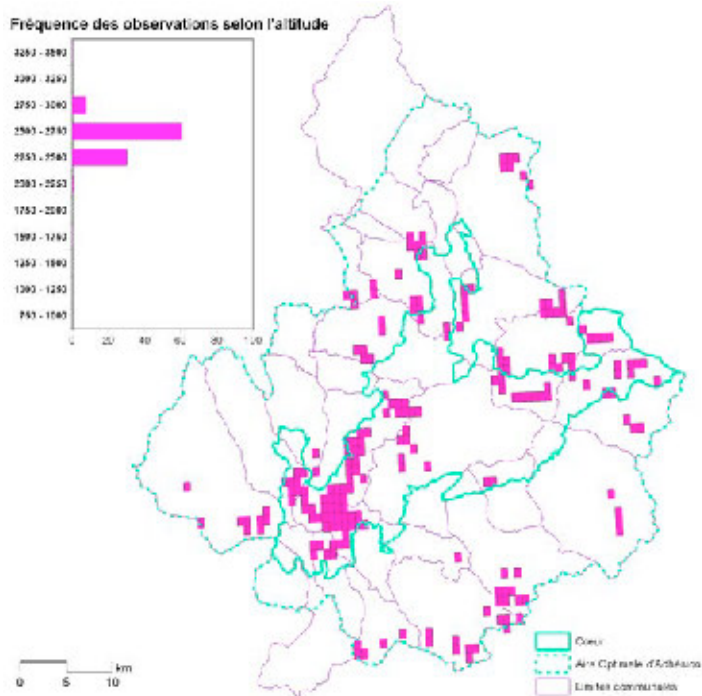 Fréquence des observations selon l'altitude
3250 - 3500
3000 - 3250
2750 - 3000
2500 - 2750
2250 - 2500
2000 - 2250
1750 - 2000
1500 - 1750
1250 - 1500
1000 - 1250
750 - 1000
0 20 40 60 80 100
Cœur
Aire Optimale d'Adhésion
Limites communales
km
0 5 10